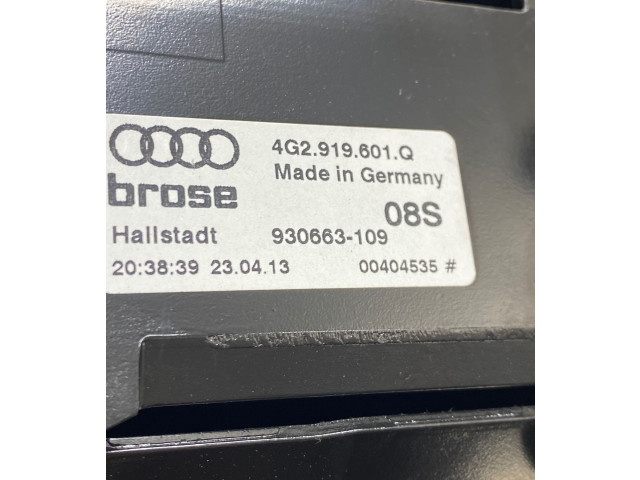 4G2.919.601.Q
Made in Germany
brose
08S
Hallstadt 930663-109
20:38:39 23.04.13 00404535 #